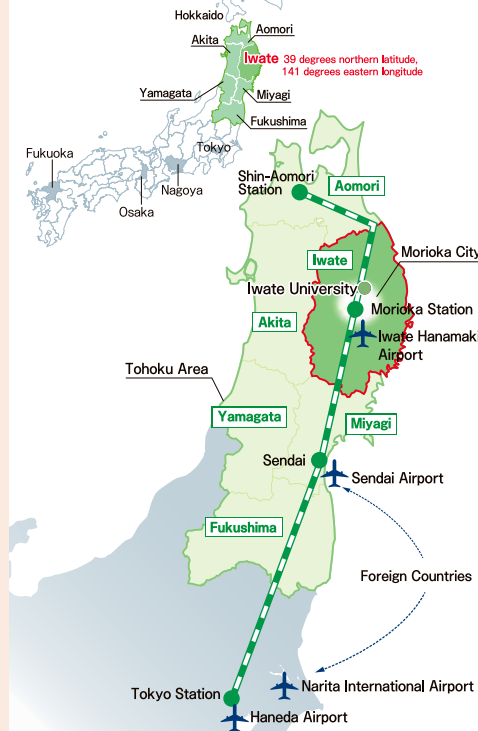 Hokkaido
Aomori
Akita
Iwate 39 degrees northern latitude,
141 degrees eastern longitude
Yamagata
Miyagi
Fukushima
Tokyo
Fukuoka
Nagoya
Osaka
Shin-Aomori
Station
Aomori
Iwate
Morioka City
Iwate University
Morioka Station
Akita
Iwate Hanamaki
Airport
Tohoku Area
Yamagata
Miyagi
Sendai
Sendai Airport
Fukushima
Foreign Countries
Narita International Airport
Tokyo Station
Haneda Airport